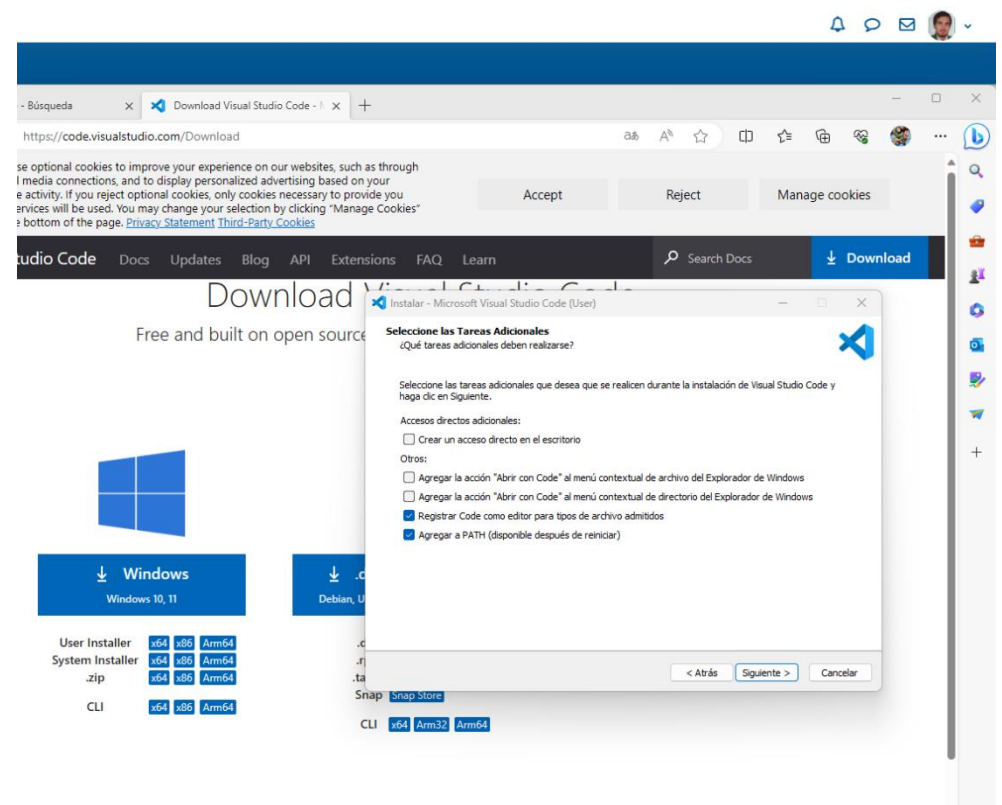 - Búsqueda
Download Visual Studio Code - M
https://code.visualstudio.com/Download
se optional cookies to improve your experience on our websites, such as through
l media connections, and to display personalized advertising based on your
e activity. If you reject optional cookies, only cookies necessary to provide you
ervices will be used. You may change your selection by clicking "Manage Cookies"
e bottom of the page. Privacy Statement Third-Party Cookies
Accept
Reject
Manage cookies
tudio Code
Docs
Updates
Blog
API
Extensions
FAQ
Learn
Search Docs
Download
Download Visual Studio Code
Free and built on open source
Instalar - Microsoft Visual Studio Code (User)
Seleccione las Tareas Adicionales
¿Qué tareas adicionales deben realizarse?
Seleccione las tareas adicionales que desea que se realicen durante la instalación de Visual Studio Code y
haga clic en Siguiente.
Accesos directos adicionales:
Crear un acceso directo en el escritorio
Otros:
Agregar la acción "Abrir con Code" al menú contextual de archivo del Explorador de Windows
Agregar la acción "Abrir con Code" al menú contextual de directorio del Explorador de Windows
Registrar Code como editor para tipos de archivo admitidos
Agregar a PATH (disponible después de reiniciar)
< Atrás
Siguiente >
Cancelar
Windows
Windows 10, 11
User Installer x64 x86 Arm64
System Installer x64 x86 Arm64
.zip x64 x86 Arm64
CLI x64 x86 Arm64
.d
Debian, U
.d
.r
.ta
Snap Snap Store
CLI x64 Arm32 Arm64